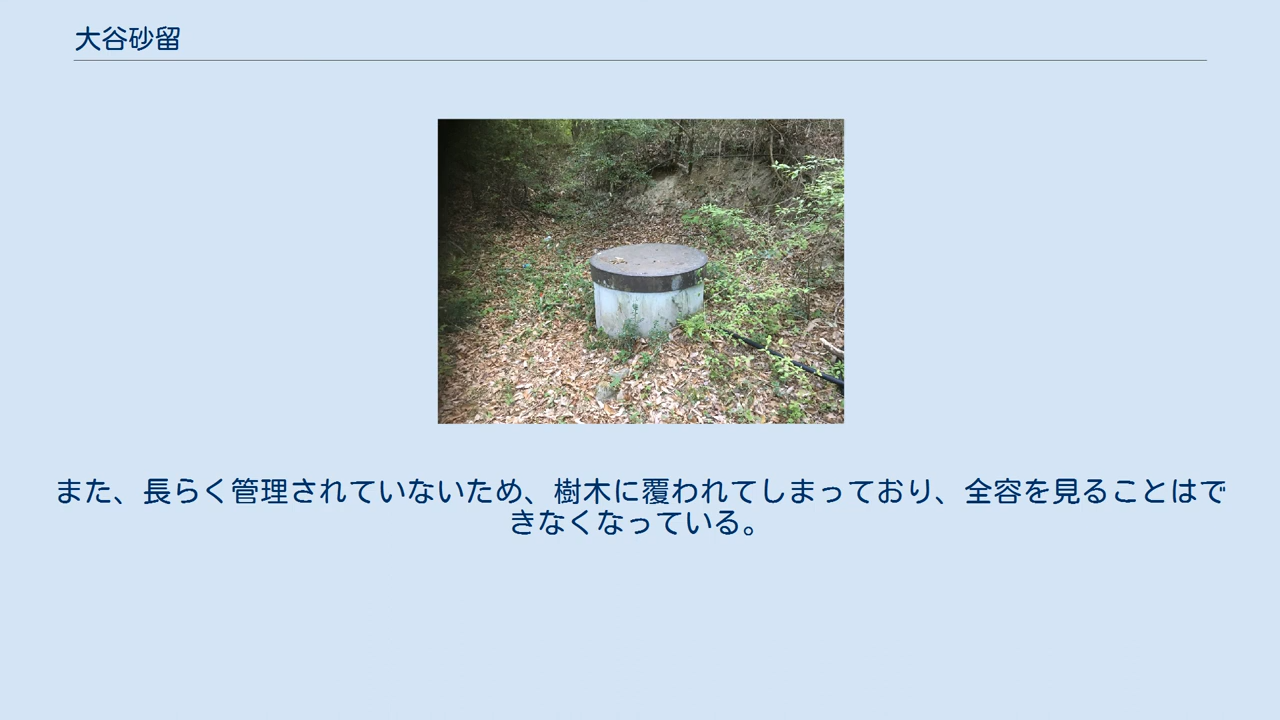 大谷砂留
また、長らく管理されていないため、樹木に覆われてしまっており、全容を見ることはで
きなくなっている。